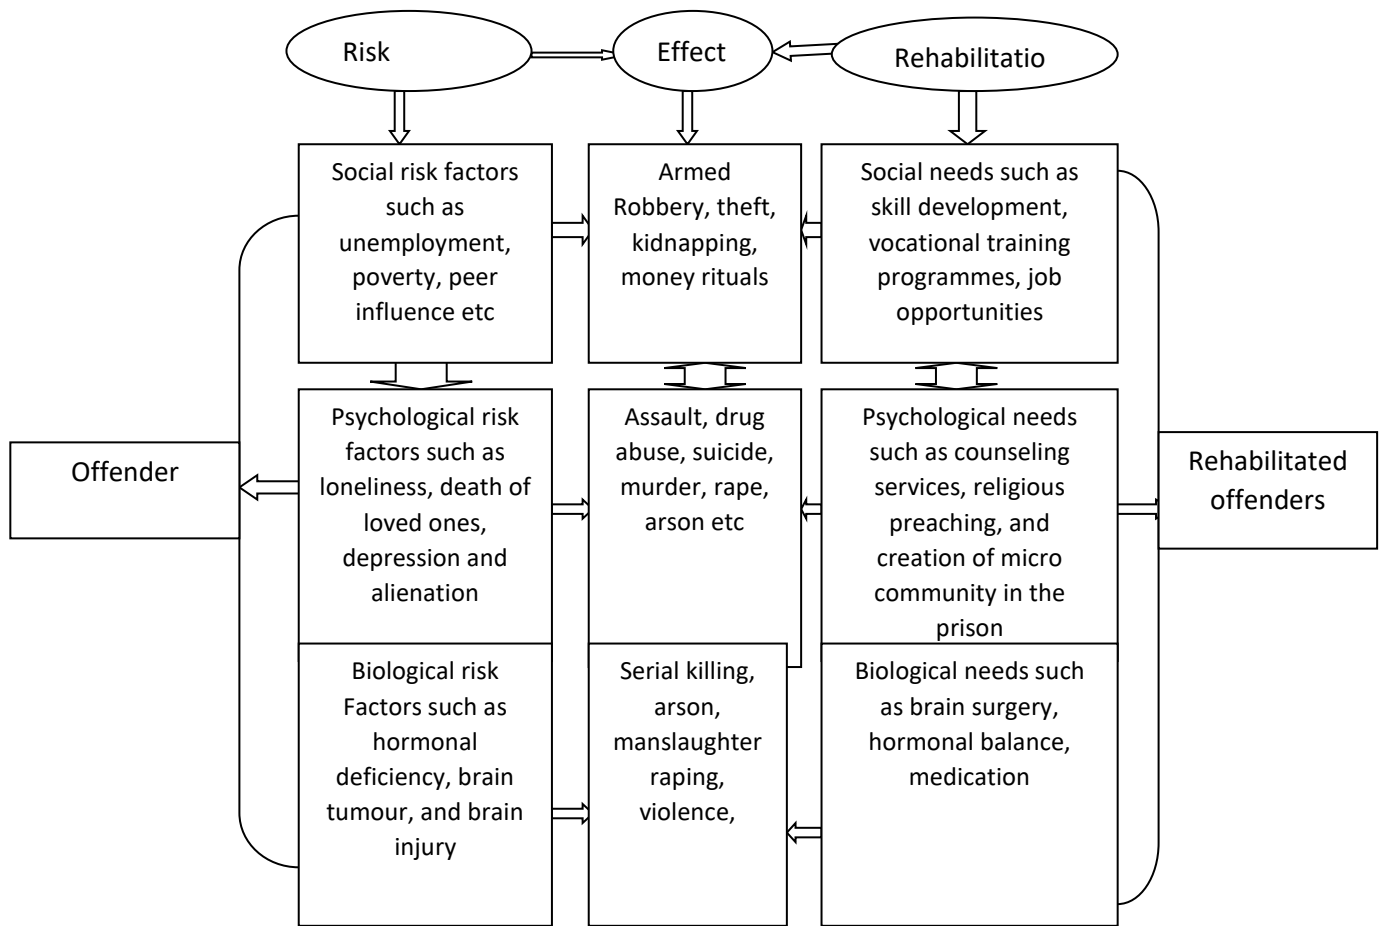 Risk
Effect
Rehabilitatio
Social risk factors
such as
unemployment,
poverty, peer
influence etc
Armed
Robbery, theft,
kidnapping,
money rituals
Social needs such as
skill development,
vocational training
programmes, job
opportunities
Offender
Psychological risk
factors such as
loneliness, death of
loved ones,
depression and
alienation
Assault, drug
abuse, suicide,
murder, rape,
arson etc
Psychological needs
such as counseling
services, religious
preaching, and
creation of micro
community in the
prison
Rehabilitated
offenders
Biological risk
Factors such as
hormonal
deficiency, brain
tumour, and brain
injury
Serial killing,
arson,
manslaughter
raping,
violence,
Biological needs such
as brain surgery,
hormonal balance,
medication